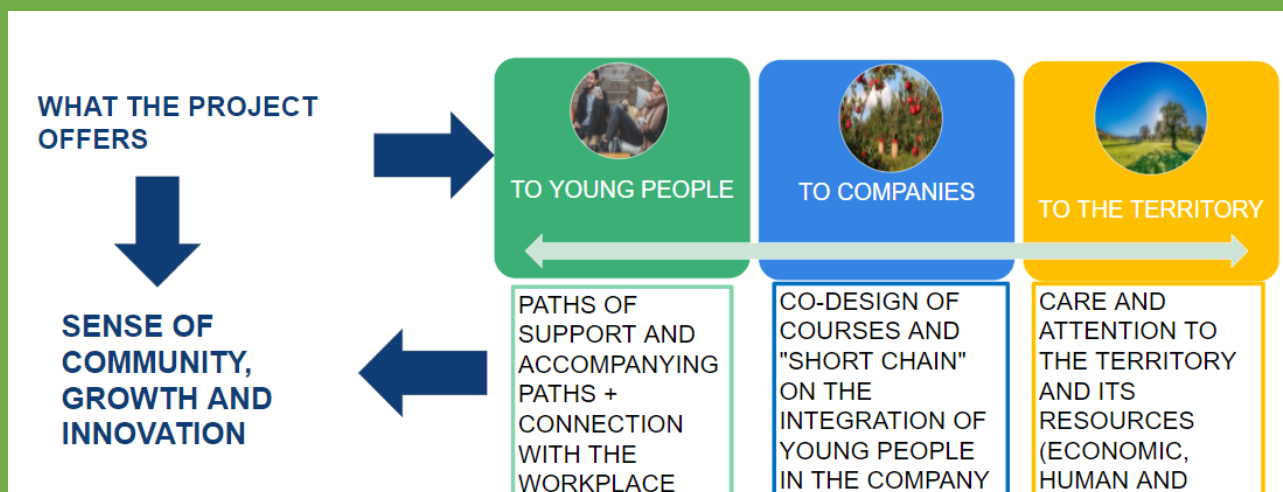 WHAT THE PROJECT
OFFERS
SENSE OF
COMMUNITY,
GROWTH AND
INNOVATION
TO YOUNG PEOPLE
TO COMPANIES
TO THE TERRITORY
PATHS OF
SUPPORT AND
ACCOMPANYING
PATHS +
CONNECTION
WITH THE
WORKPLACE
CO-DESIGN OF
COURSES AND
"SHORT CHAIN"
ON THE
INTEGRATION OF
YOUNG PEOPLE
IN THE COMPANY
CARE AND
ATTENTION TO
THE TERRITORY
AND ITS
RESOURCES
(ECONOMIC,
HUMAN AND